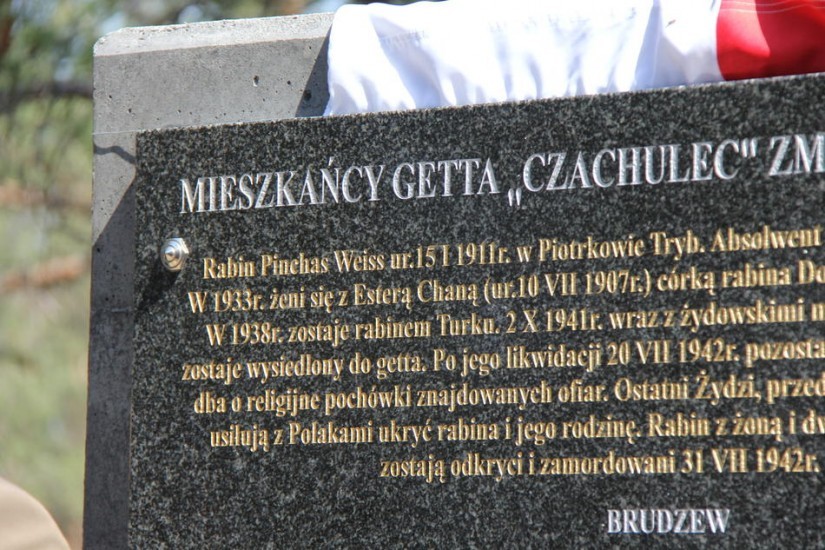 MIESZKAŃCY GETTA „CZACHULEC" ZM
Rabin Pinchas Weiss ur.15 I 1911r. w Piotrkowie Tryb. Absolwent
W 1933r. żeni się z Esterą Chaną (ur.10 VII 1907r.) córką rabina Do
W 1938r. zostaje rabinem Turku. 2 X 1941r. wraz z żydowskimi
zostaje wysiedlony do getta. Po jego likwidacji 20 VII 1942r. pozosta
dba o religijne pochówki znajdowanych ofiar. Ostatni Żydzi, przed
usiłują z Polakami ukryć rabina i jego rodzinę. Rabin z żoną i dw
zostają odkryci i zamordowani 31 VII 1942r.
BRUDZEW